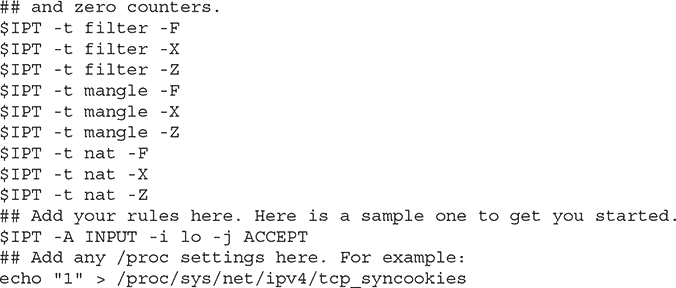 ## and zero counters.
$IPT -t filter -F
$IPT -t filter -X
$IPT -t filter -Z
$IPT -t mangle -F
$IPT -t mangle -X
$IPT -t mangle -Z
$IPT -t nat -F
$IPT -t nat -X
$IPT -t nat -Z
## Add your rules here. Here is a sample one to get you started.
$IPT -A INPUT -i lo -j ACCEPT
## Add any /proc settings here. For example:
echo "1" > /proc/sys/net/ipv4/tcp_syncookies